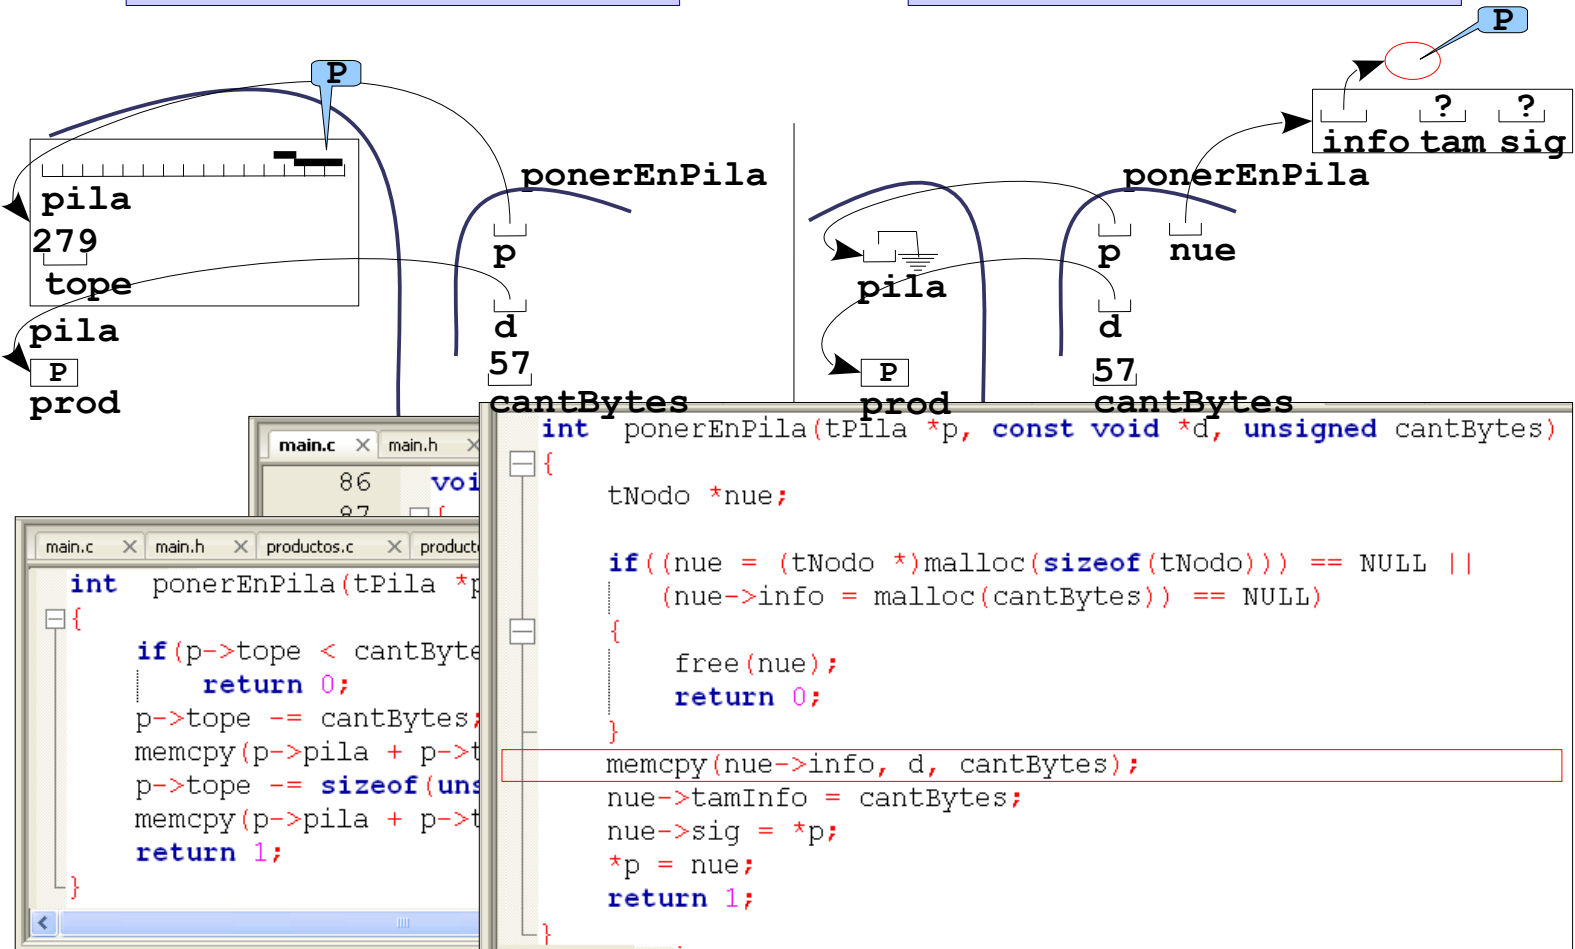 P
pila
279
tope
pila
P
prod
ponerEnPila
p
d
57
cantBytes
P
? ?
info tam sig
ponerEnPila
p nue
pila
d
57
P
prod
cantBytes
main.c main.h
86 voi
87 {
main.c main.h productos.c product
int ponerEnPila(tPila *p
{
if(p->tope < cantByte
return 0;
p->tope -= cantBytes;
memcpy(p->pila + p->t
p->tope -= sizeof(uns
memcpy(p->pila + p->t
return 1;
}
int ponerEnPila(tPila *p, const void *d, unsigned cantBytes)
{
tNodo *nue;
if((nue = (tNodo *)malloc(sizeof(tNodo))) == NULL ||
(nue->info = malloc(cantBytes)) == NULL)
{
free(nue);
return 0;
}
memcpy(nue->info, d, cantBytes);
nue->tamInfo = cantBytes;
nue->sig = *p;
*p = nue;
return 1;
}